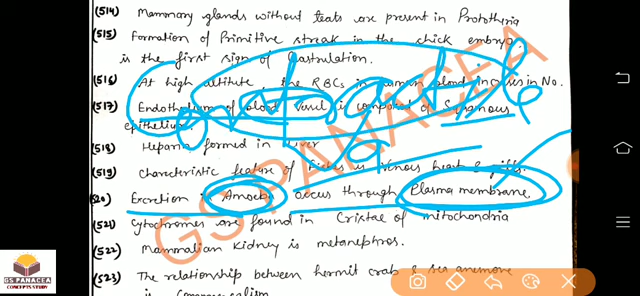 (514) Mammary glands without teats are present in Prototheria
(515) Formation of Primitive streak in the chick embryo
is the first sign of Gastrulation.
(516) At high altitude, the RBCs in human blood increases in No.
(517) Endothelium of blood vessel is composed of Squamous
epithelium.
(518) Heparin formed in Liver
(519) Characteristic feature of fishes is Venous heart & gills.
(520) Excretion in Amoeba occurs through Plasma membrane
(521) Cytochromes are found in Cristae of mitochondria
(522) Mammalian Kidney is metanephros.
(523) The relationship between hermit crab & sea anemone
is commensalism
GS PANACEA
GS PANACEA
CONCEPTS STUDY